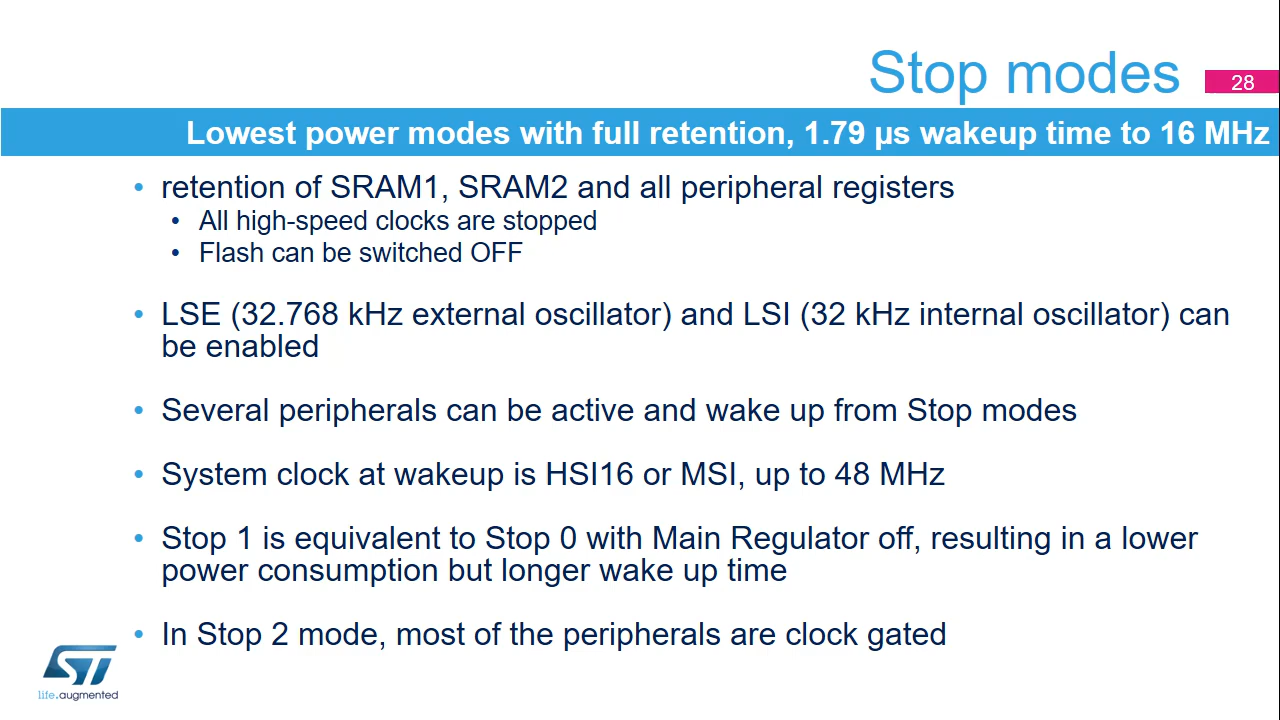 Stop modes
28
Lowest power modes with full retention, 1.79 µs wakeup time to 16 MHz
• retention of SRAM1, SRAM2 and all peripheral registers
• All high-speed clocks are stopped
• Flash can be switched OFF
• LSE (32.768 kHz external oscillator) and LSI (32 kHz internal oscillator) can
be enabled
• Several peripherals can be active and wake up from Stop modes
• System clock at wakeup is HSI16 or MSI, up to 48 MHz
• Stop 1 is equivalent to Stop 0 with Main Regulator off, resulting in a lower
power consumption but longer wake up time
• In Stop 2 mode, most of the peripherals are clock gated
ST
life.augmented